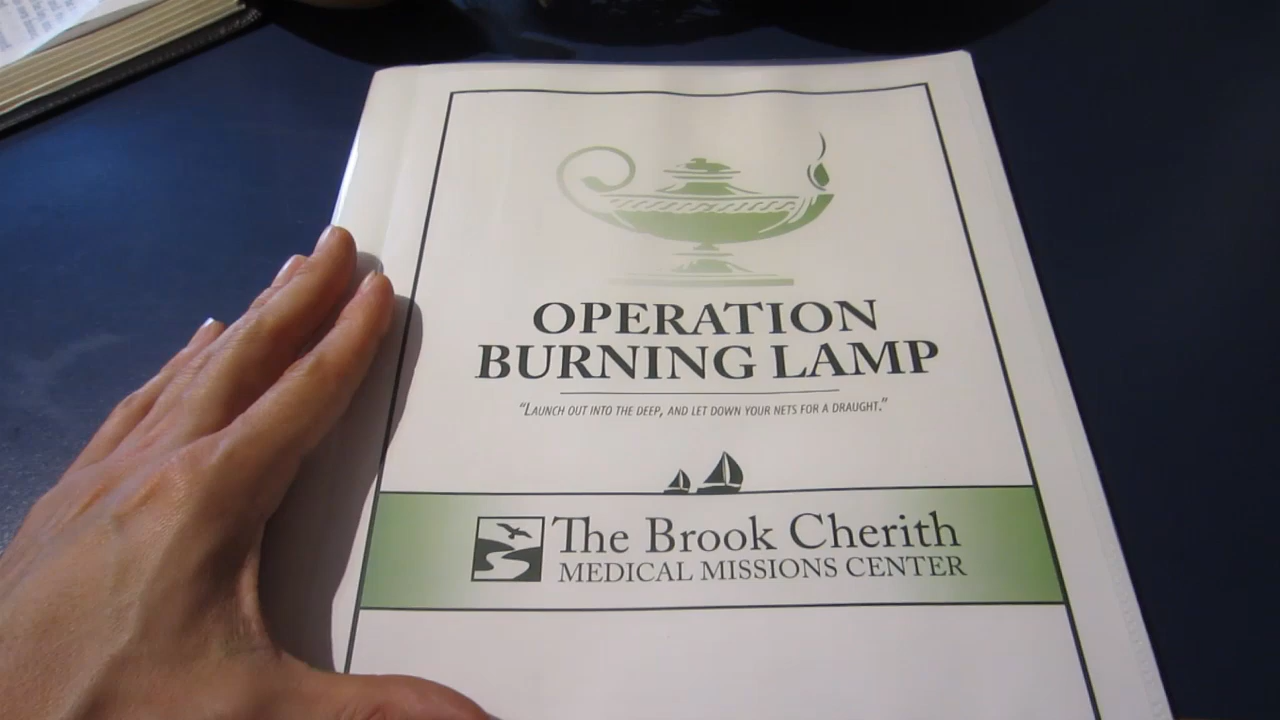 OPERATION
BURNING LAMP
"LAUNCH OUT INTO THE DEEP, AND LET DOWN YOUR NETS FOR A DRAUGHT."
The Brook Cherith
MEDICAL MISSIONS CENTER